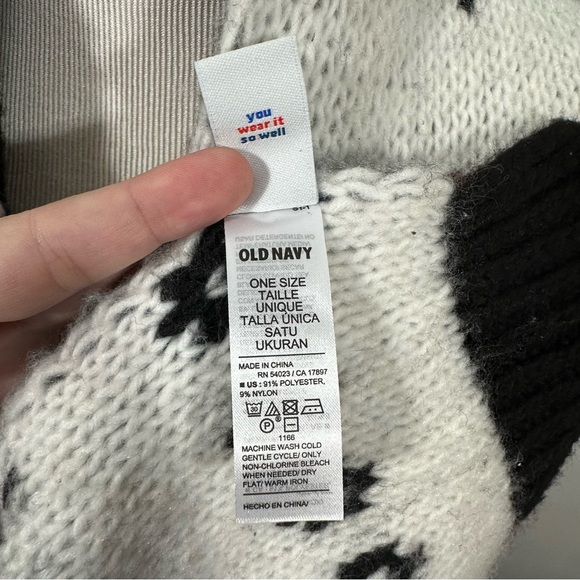 you
wear it
so well
OLD NAVY
ONE SIZE
TAILLE
UNIQUE
TALLA ÚNICA
SATU
UKURAN
MADE IN CHINA
RN 54023 / CA 17897
■ US : 91% POLYESTER,
9% NYLON
30
P
1166
MACHINE WASH COLD
GENTLE CYCLE/ ONLY
NON-CHLORINE BLEACH
WHEN NEEDED/ DRY
FLAT/ WARM IRON
HECHO EN CHINA/